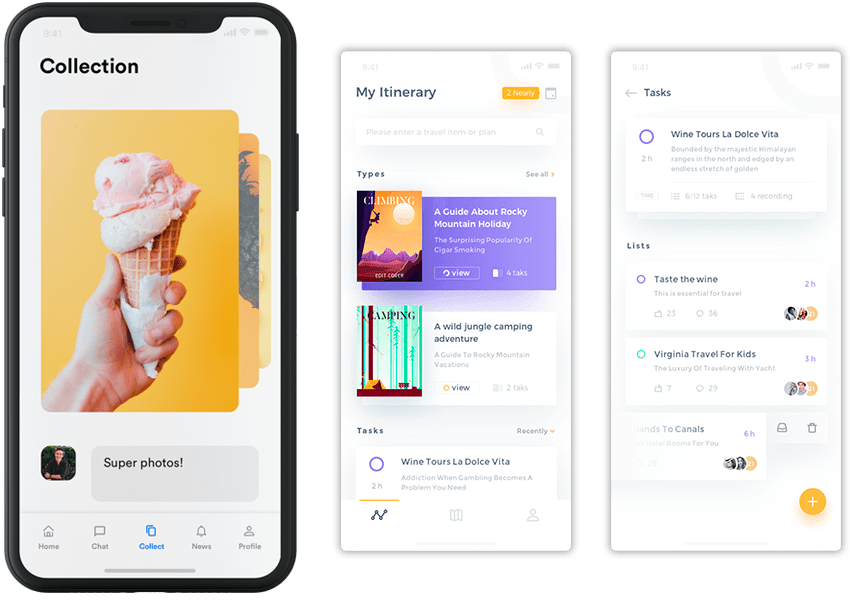 9:41
Collection
Super photos!
Home
Chat
Collect
News
Profile
9:41
My Itinerary
2 Nearly
Please enter a travel item or plan
Types
See all
CLIMBING
EDIT COVER
A Guide About Rocky
Mountain Holiday
The Surprising Popularity Of
Cigar Smoking
view
4 taks
CAMPING
A wild jungle camping
adventure
A Guide To Rocky Mountain
Vacations
view
2 taks
Tasks
Recently
Wine Tours La Dolce Vita
2 h
Addiction When Gambling Becomes A
Problem You Need
9:41
Tasks
Wine Tours La Dolce Vita
2 h
Bounded by the majestic Himalayan
ranges in the north and edged by an
endless stretch of golden
TIME
6/12 taks
4 recording
Lists
Taste the wine
2 h
This is essential for travel
23
36
Virginia Travel For Kids
3 h
The Luxury Of Traveling With Yacht
7
29
To Canals
6 h
Hotel Rooms For You
29